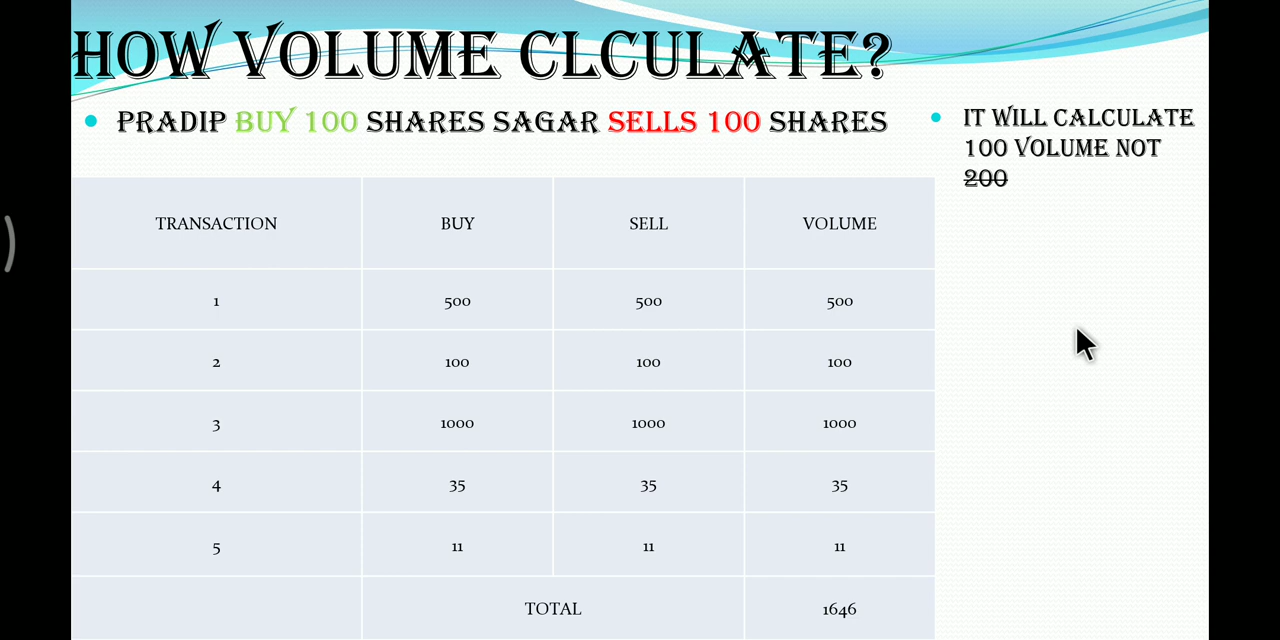 HOW VOLUME CLCULATE?
PRADIP BUY 100 SHARES SAGAR SELLS 100 SHARES
IT WILL CALCULATE
100 VOLUME NOT
200
TRANSACTION BUY SELL VOLUME
1 500 500 500
2 100 100 100
3 1000 1000 1000
4 35 35 35
5 11 11 11
TOTAL 1646